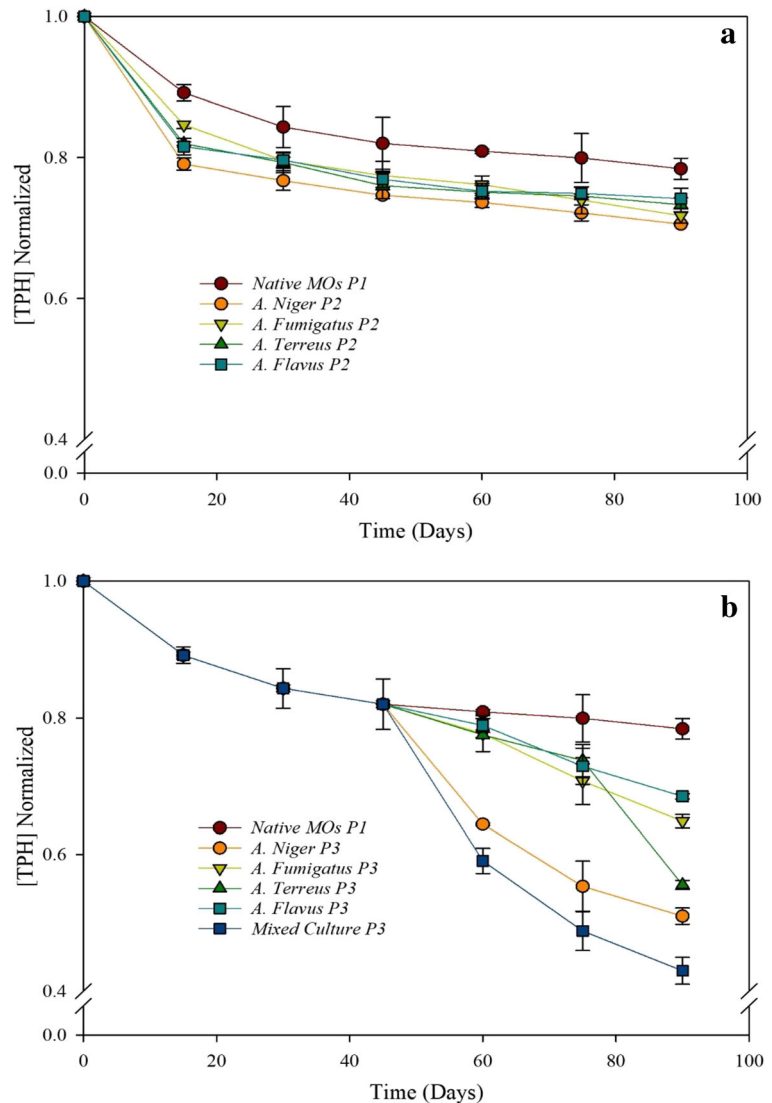 a
[TPH] Normalized
1.0
0.8
0.6
0.4
0.0
Native MOs P1
A. Niger P2
A. Fumigatus P2
A. Terreus P2
A. Flavus P2
0 20 40 60 80 100
Time (Days)
b
[TPH] Normalized
1.0
0.8
0.6
0.4
0.0
Native MOs P1
A. Niger P3
A. Fumigatus P3
A. Terreus P3
A. Flavus P3
Mixed Culture P3
0 20 40 60 80 100
Time (Days)